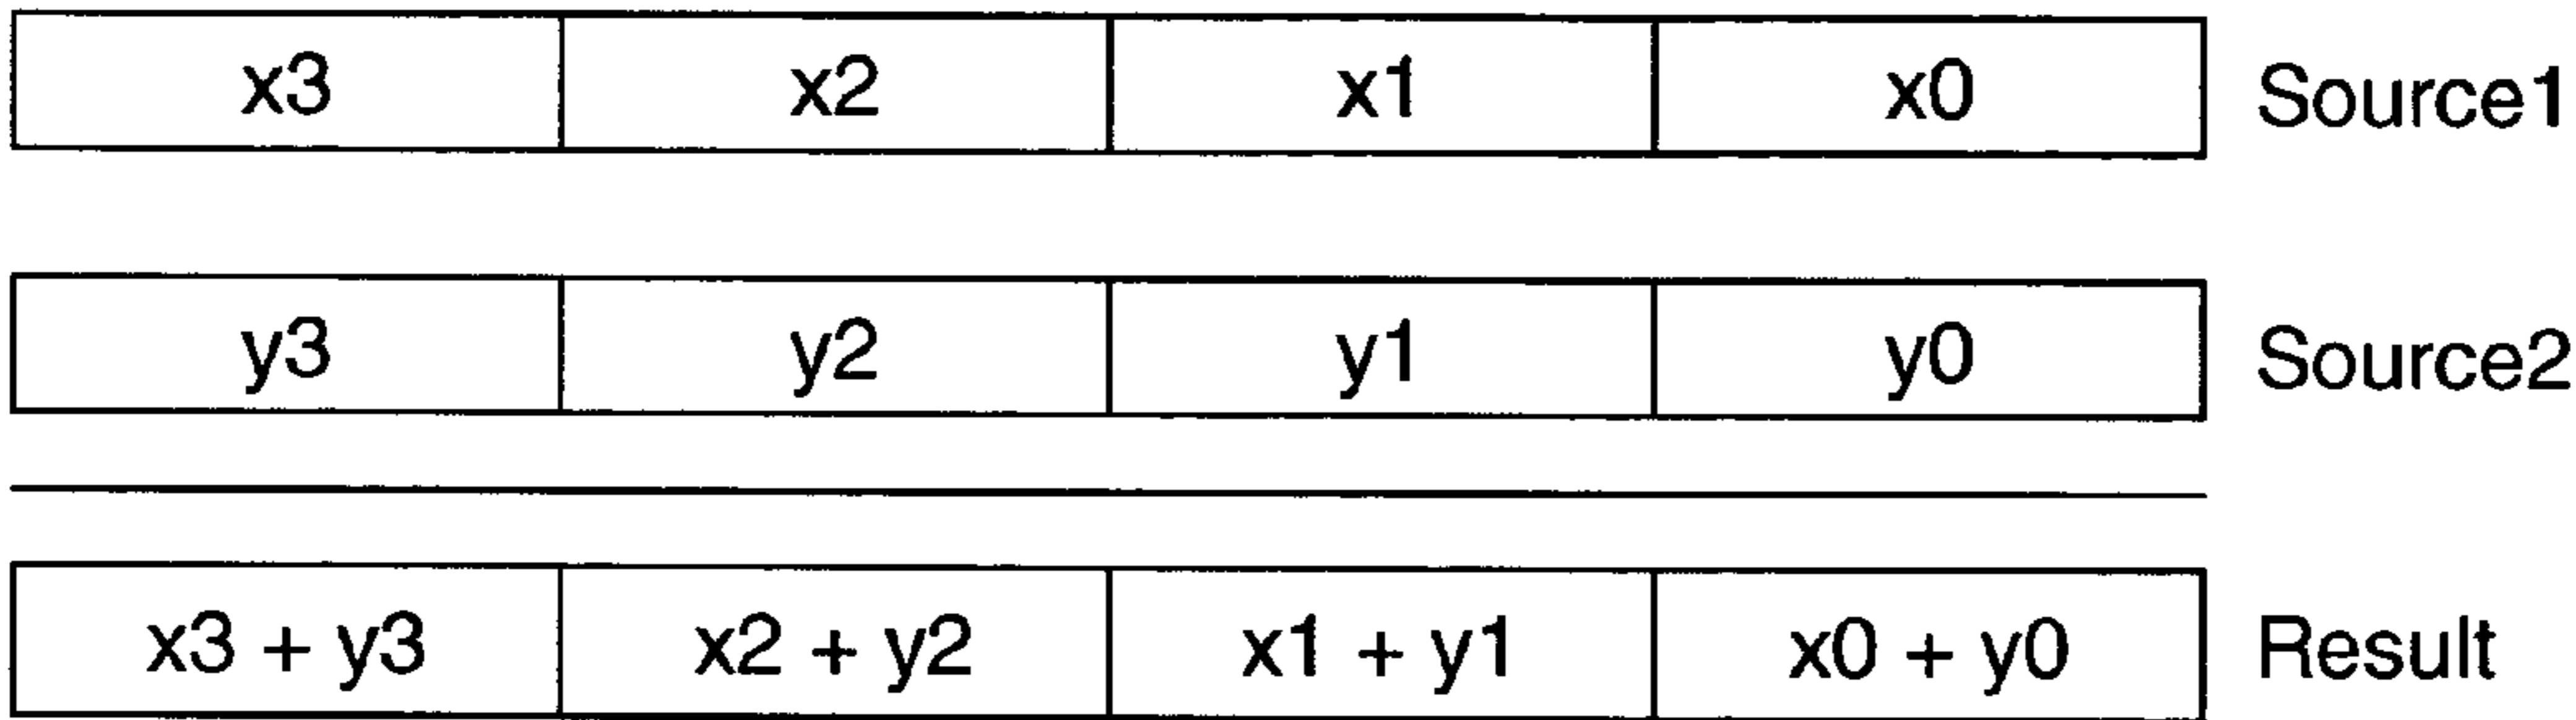 x3 x2 x1 x0 Source1
y3 y2 y1 y0 Source2
x3 + y3 x2 + y2 x1 + y1 x0 + y0 Result